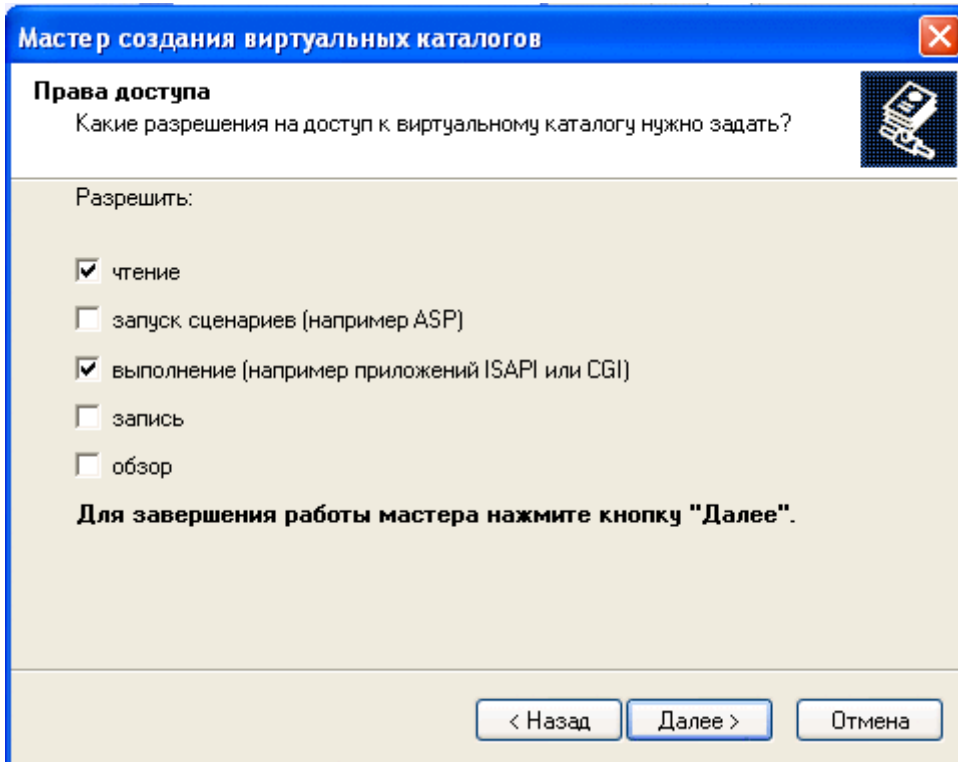 Мастер создания виртуальных каталогов
Права доступа
Какие разрешения на доступ к виртуальному каталогу нужно задать?
Разрешить:
чтение
запуск сценариев (например ASP)
выполнение (например приложений ISAPI или CGI)
запись
обзор
Для завершения работы мастера нажмите кнопку "Далее".
< Назад Далее > Отмена